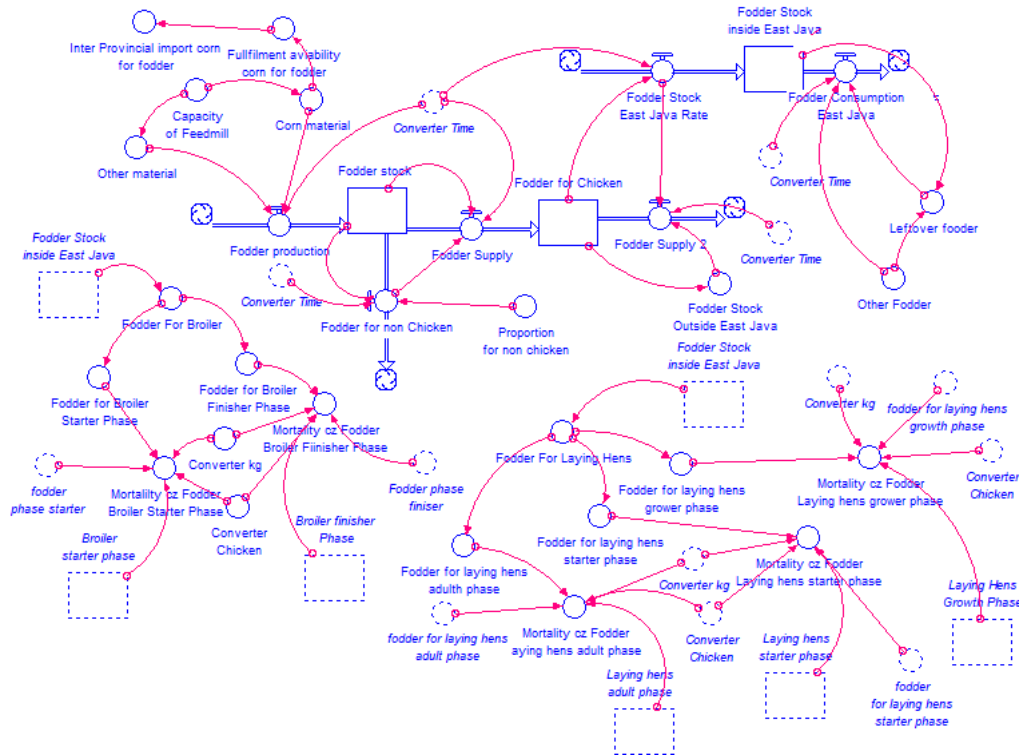 Fodder Stock
inside East Java
Inter Provincial import corn
for fodder
Fullfilment aviability
corn for fodder
Capacity
of Feedmill
Corn material
Converter Time
Fodder Stock
East Java Rate
Fodder Consumption
East Java
Other material
Converter Time
Fodder stock
Fodder for Chicken
Leftover fooder
Fodder production
Fodder Supply
Fodder Supply 2
Converter Time
Fodder Stock
inside East Java
Converter Time
Other Fodder
Fodder For Broiler
Fodder for non Chicken
Proportion
for non chicken
Fodder Stock
Outside East Java
Fodder Stock
inside East Java
Fodder for Broiler
Starter Phase
Fodder for Broiler
Finisher Phase
Mortality cz Fodder
Broiler Fiinisher Phase
Converter kg
fodder for laying hens
growth phase
Fodder For Laying Hens
Converter kg
fodder
phase starter
Mortality cz Fodder
Broiler Starter Phase
Fodder phase
finiser
Fodder for laying hens
grower phase
Mortality cz Fodder
Laying hens grower phase
Converter
Chicken
Converter
Chicken
Broiler
starter phase
Broiler finisher
Phase
Fodder for laying hens
starter phase
Fodder for laying hens
adulth phase
Converter kg
Mortality cz Fodder
Laying hens starter phase
Laying Hens
Growth Phase
fodder for laying hens
adult phase
Mortality cz Fodder
aying hens adult phase
Converter
Chicken
Laying hens
starter phase
Laying hens
adult phase
fodder
for laying hens
starter phase